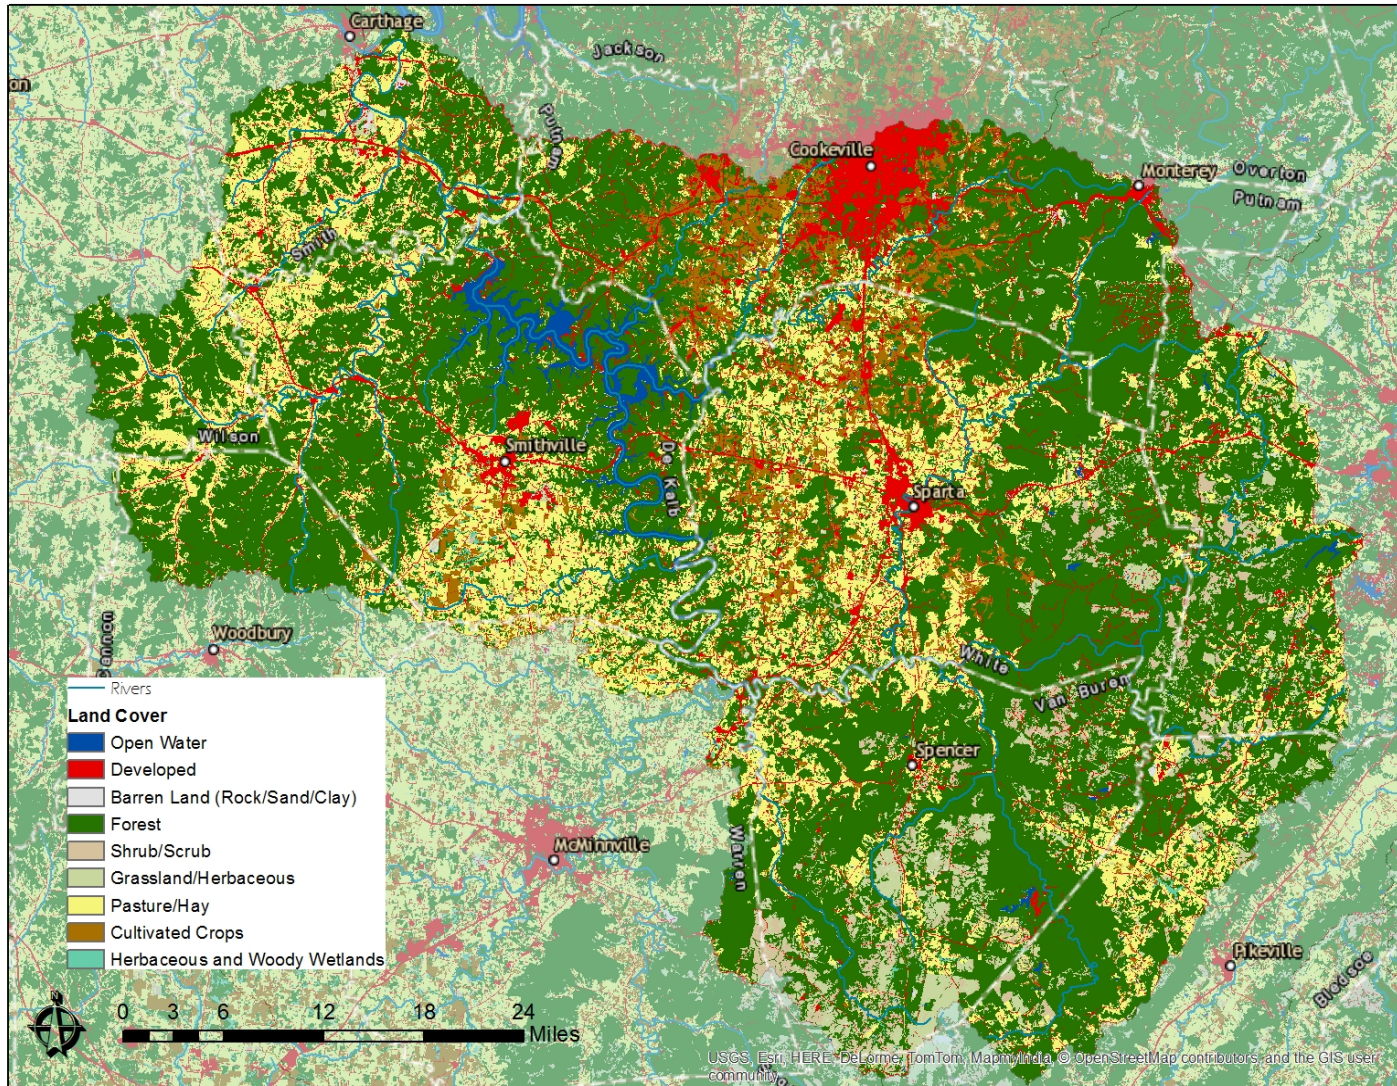 Carthage
Jackson
on
Putnam
Cookeville
Monterey
Overton
Putnam
Smith
Wilson
Smithville
De Kalb
Sparta
Woodbury
Cannon
White
Van Buren
Rivers
Land Cover
Open Water
Developed
Barren Land (Rock/Sand/Clay)
Forest
Shrub/Scrub
Grassland/Herbaceous
Pasture/Hay
Cultivated Crops
Herbaceous and Woody Wetlands
Spencer
McMinnville
Warren
Pikeville
Bledsoe
0 3 6 12 18 24
Miles
USGS, Esri, HERE, DeLorme, TomTom, MapmyIndia, © OpenStreetMap contributors, and the GIS user
community